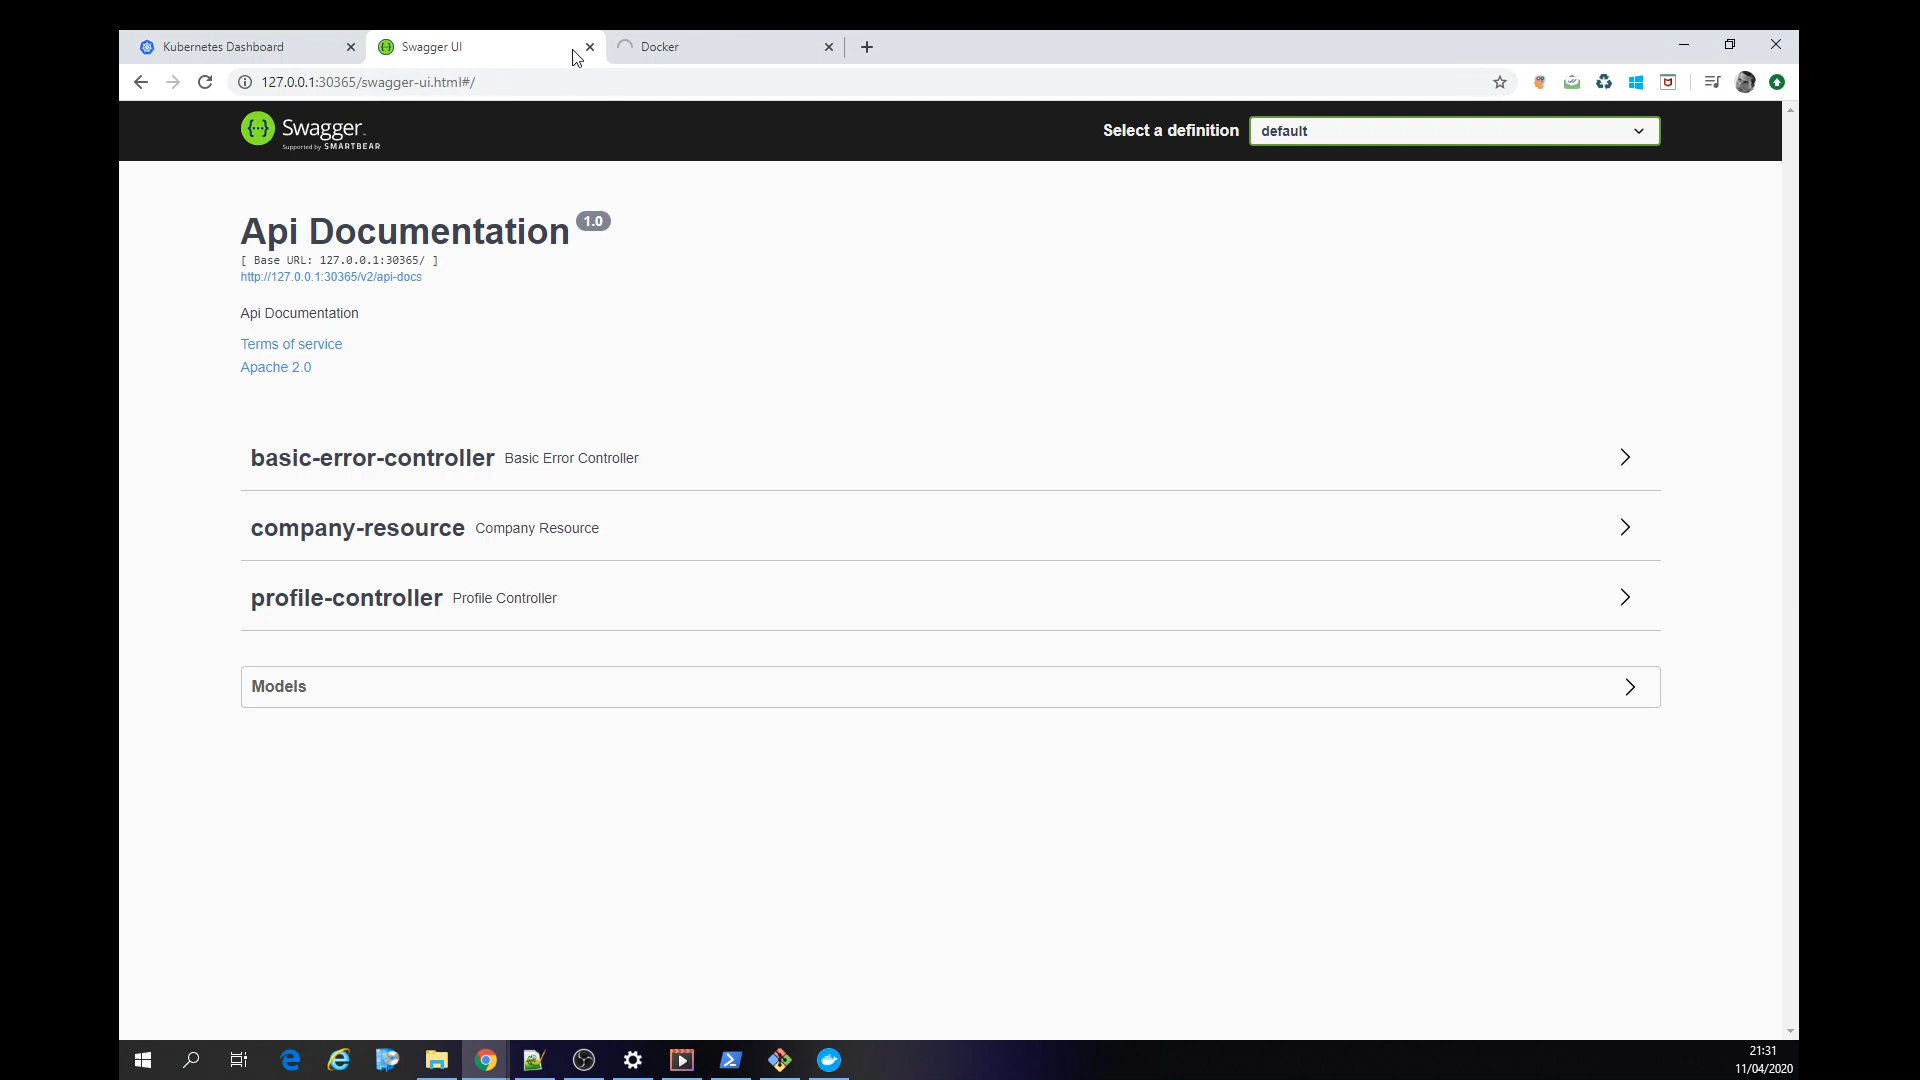 Kubernetes Dashboard
Swagger UI
Docker
127.0.0.1:30365/swagger-ui.html#/
Swagger.
Supported by SMARTBEAR
Select a definition
default
Api Documentation 1.0
[ Base URL: 127.0.0.1:30365/ ]
http://127.0.0.1:30365/v2/api-docs
Api Documentation
Terms of service
Apache 2.0
basic-error-controller Basic Error Controller
company-resource Company Resource
profile-controller Profile Controller
Models
21:31
11/04/2020